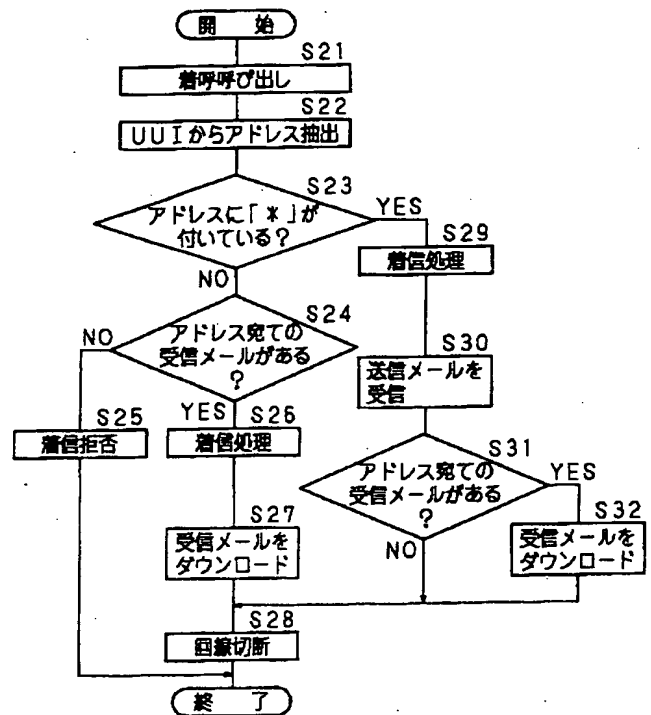 開 始
S21
着呼呼び出し
S22
UUIからアドレス抽出
S23
アドレスに「*」が
付いている?
YES
NO
S29
着信処理
S24
アドレス宛ての
受信メールがある
?
NO
YES
S30
送信メールを
受信
S25
着信拒否
S26
着信処理
S31
アドレス宛ての
受信メールがある
?
YES
NO
S27
受信メールを
ダウンロード
S32
受信メールを
ダウンロード
S28
回線切断
終 了